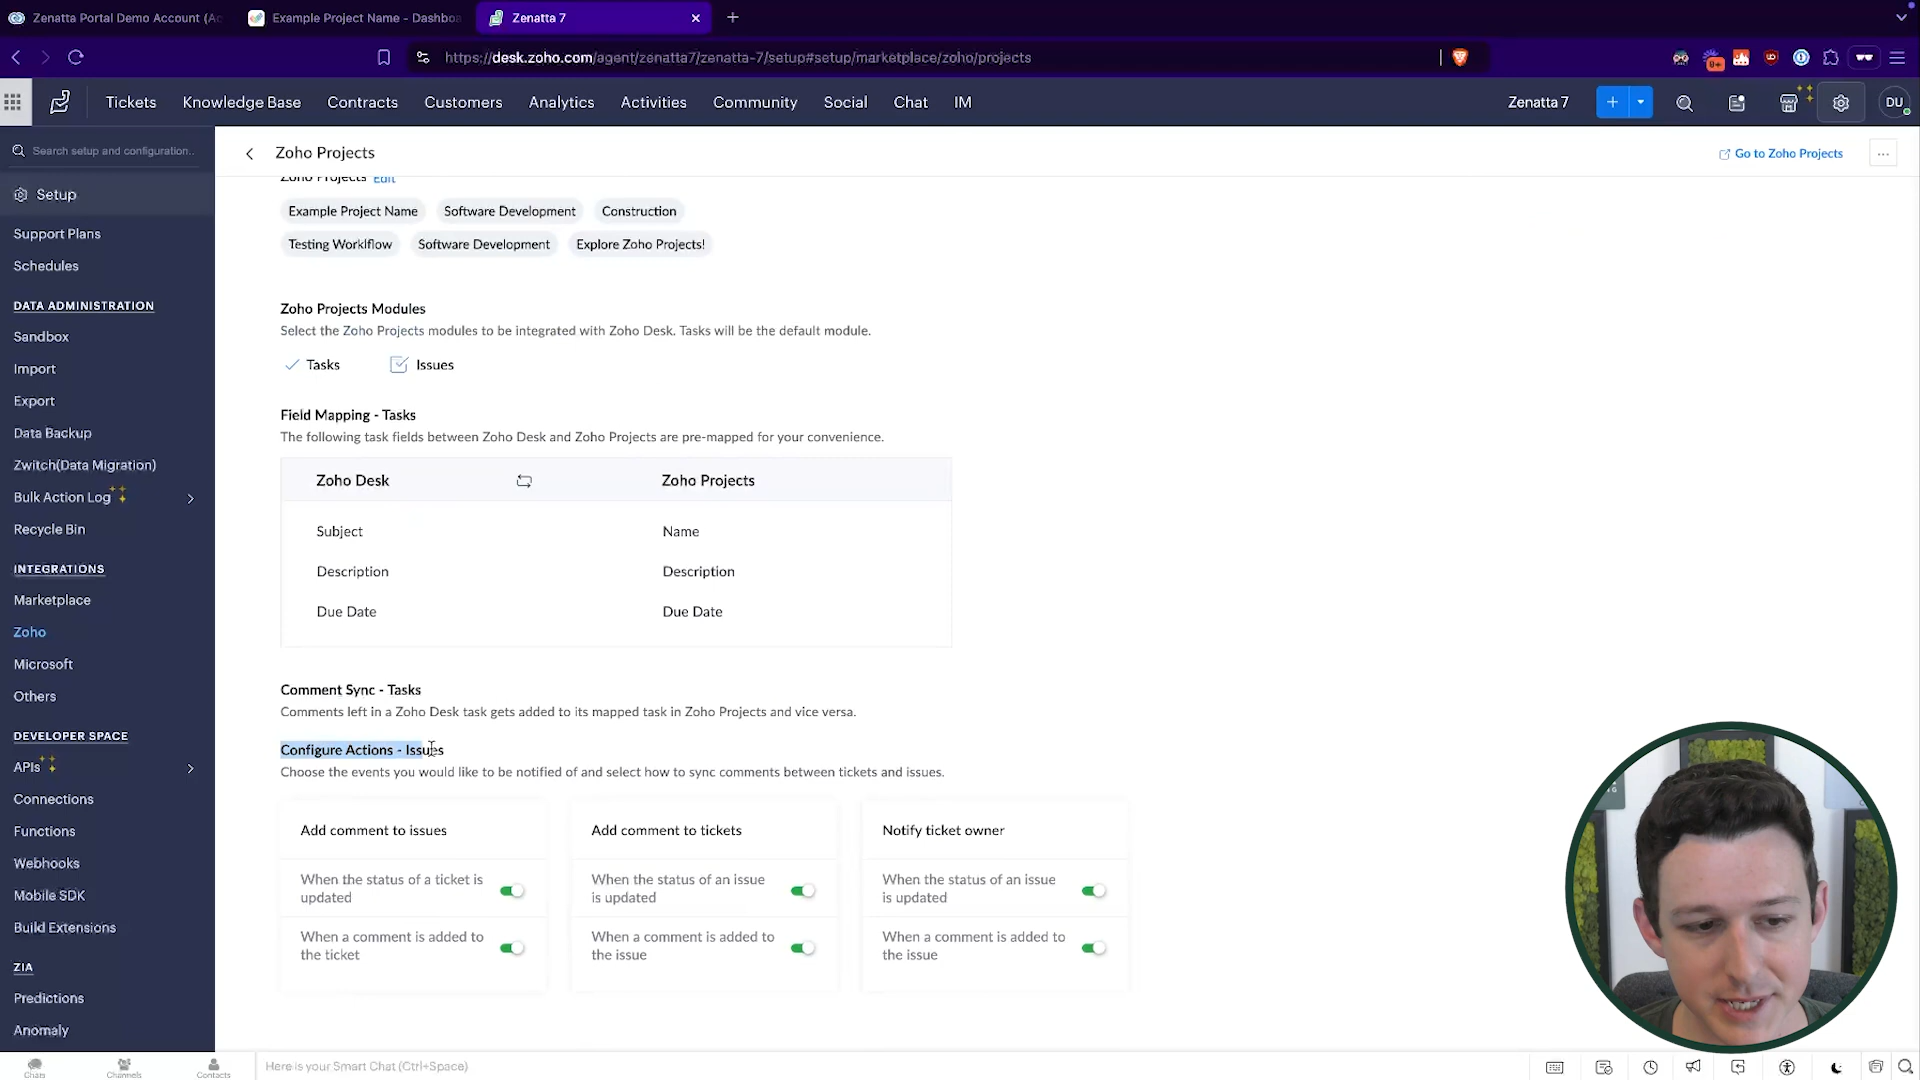 Zenatta Portal Demo Account (Ac
Example Project Name - Dashboa
Zenatta 7
https://desk.zoho.com/agent/zenatta7/zenatta-7/setup#setup/marketplace/zoho/projects
Tickets
Knowledge Base
Contracts
Customers
Analytics
Activities
Community
Social
Chat
IM
Zenatta 7
DU
Search setup and configuration..
Setup
Support Plans
Schedules
DATA ADMINISTRATION
Sandbox
Import
Export
Data Backup
Zwitch(Data Migration)
Bulk Action Log
Recycle Bin
INTEGRATIONS
Marketplace
Zoho
Microsoft
Others
DEVELOPER SPACE
APIs
Connections
Functions
Webhooks
Mobile SDK
Build Extensions
ZIA
Predictions
Anomaly
Zoho Projects
Go to Zoho Projects
Zoho Projects Edit
Example Project Name
Software Development
Construction
Testing Worklflow
Software Development
Explore Zoho Projects!
Zoho Projects Modules
Select the Zoho Projects modules to be integrated with Zoho Desk. Tasks will be the default module.
Tasks
Issues
Field Mapping - Tasks
The following task fields between Zoho Desk and Zoho Projects are pre-mapped for your convenience.
Zoho Desk
Zoho Projects
Subject
Name
Description
Description
Due Date
Due Date
Comment Sync - Tasks
Comments left in a Zoho Desk task gets added to its mapped task in Zoho Projects and vice versa.
Configure Actions - Issues
Choose the events you would like to be notified of and select how to sync comments between tickets and issues.
Add comment to issues
When the status of a ticket is
updated
When a comment is added to
the ticket
Add comment to tickets
When the status of an issue
is updated
When a comment is added to
the issue
Notify ticket owner
When the status of an issue
is updated
When a comment is added to
the issue
Chats
Channels
Contacts
Here is your Smart Chat (Ctrl+Space)